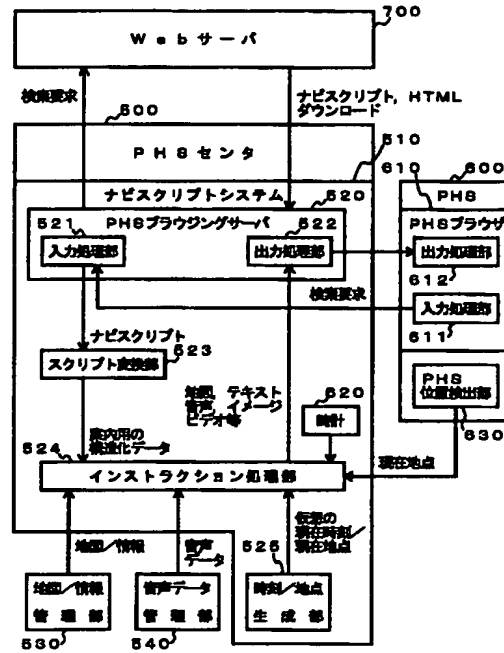 700
Webサーバ
検索要求
ナビスクリプト, HTML
ダウンロード
500
PHSセンタ
510
610
600
ナビスクリプトシステム
520
PHS
PHSブラウジングサーバ
PHSブラウザ
521
522
入力処理部
出力処理部
出力処理部
612
検索要求
入力処理部
611
ナビスクリプト
523
スクリプト変換部
地図, テキスト
音声, イメージ
ビデオ等
620
時計
PHS
位置検出部
630
案内用の
構造化データ
524
インストラクション処理部
現在地点
地図/情報
音声
データ
仮想の
現在時刻/
現在地点
525
地図/情報
管理部
音声データ
管理部
時刻/地点
生成部
530
540